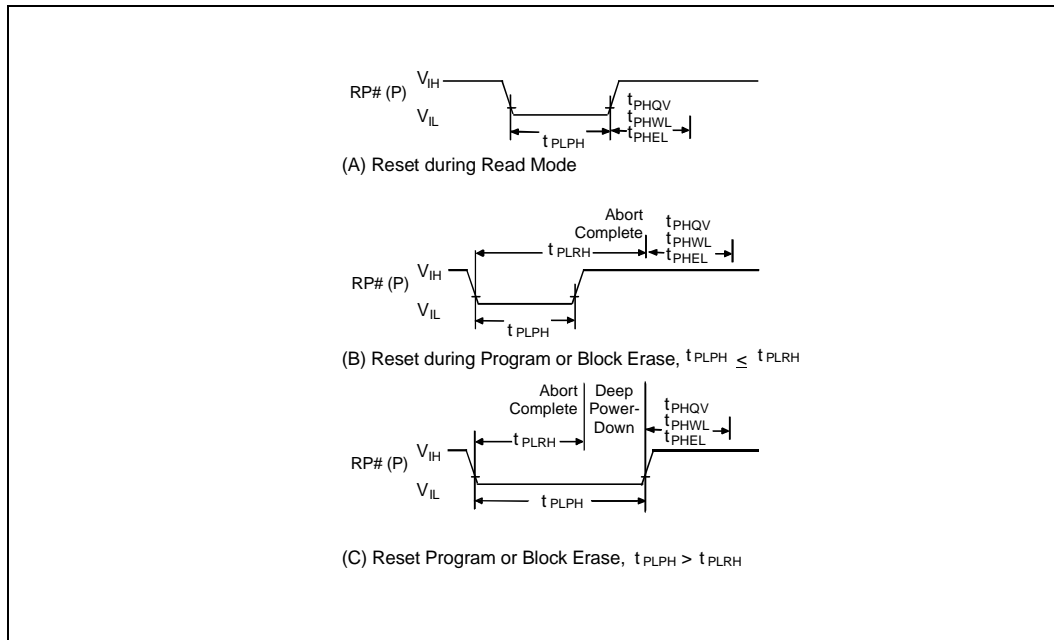 RP# (P)
VIH
VIL
tPHQV
tPHWL
tPHEL
tPLPH
(A) Reset during Read Mode
Abort
Complete
tPLRH
tPHQV
tPHWL
tPHEL
RP# (P)
VIH
VIL
tPLPH
(B) Reset during Program or Block Erase, tPLPH ≤ tPLRH
Abort
Complete
Deep
Power-
Down
tPLRH
tPHQV
tPHWL
tPHEL
RP# (P)
VIH
VIL
tPLPH
(C) Reset Program or Block Erase, tPLPH > tPLRH